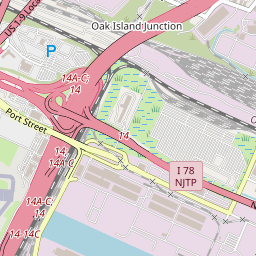 Oak Island Junction
US 1-9 Local
P
14A-C;
14
Port Street
14
14;
14A-C
I 78
NJTP
14A-C;
14
14-14C